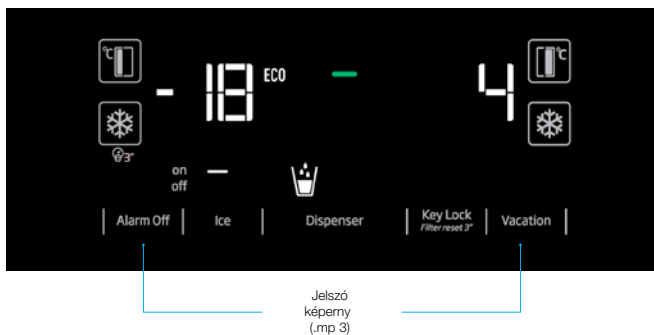 °C
°C
- 18 ECO
4
3"
on
off
Alarm Off | Ice | Dispenser | Key Lock | Vacation
Filter reset 3"
Jelszó
képerny
(.mp 3)